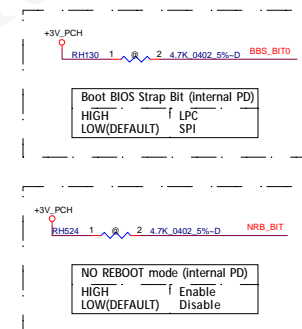 +3V_PCH
RH130 1 @ 2 4.7K_0402_5%~D BBS_BIT0
Boot BIOS Strap Bit (internal PD)
HIGH LPC
LOW(DEFAULT) SPI
+3V_PCH
RH524 1 @ 2 4.7K_0402_5%~D NRB_BIT
NO REBOOT mode (internal PD)
HIGH Enable
LOW(DEFAULT) Disable